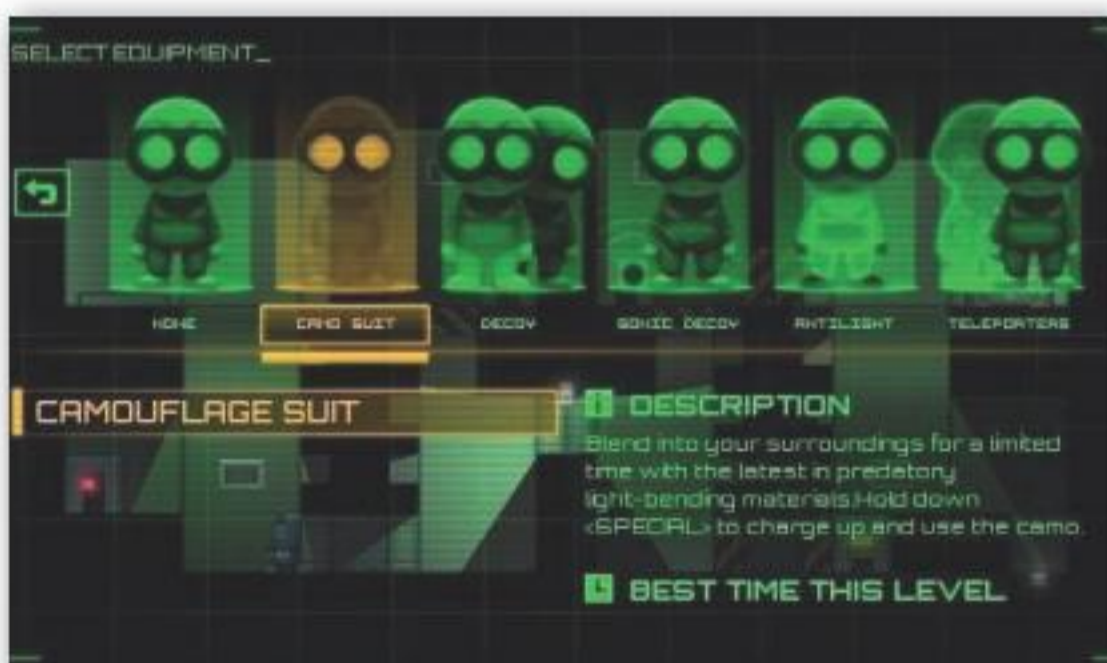 SELECT EQUIPMENT_
NONE
CAMO SUIT
DECOY
SONIC DECOY
ANTILIGHT
TELEPORTERS
CAMOUFLAGE SUIT
DESCRIPTION
Blend into your surroundings for a limited
time with the latest in predatory
light-bending materials.Hold down
<SPECIAL> to charge up and use the camo.
BEST TIME THIS LEVEL